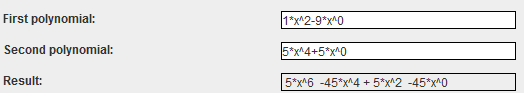 First polynomial: 1*x^2-9*x^0
Second polynomial: 5*x^4+5*x^0
Result: 5*x^6 -45*x^4 + 5*x^2 -45*x^0